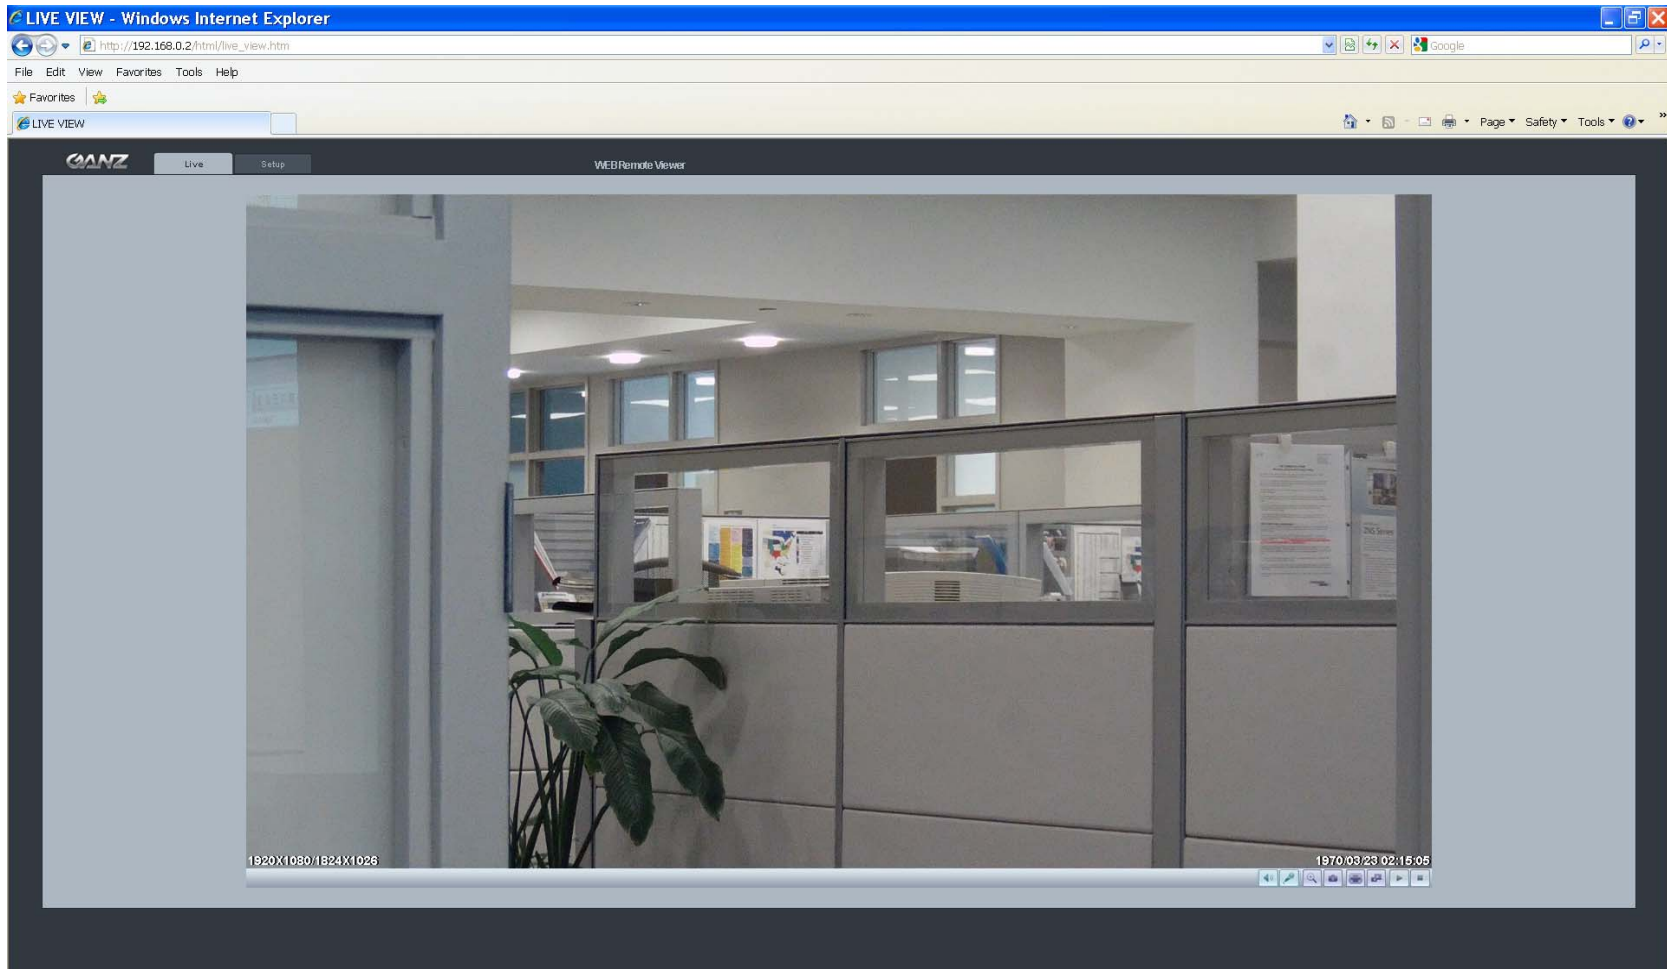 LIVE VIEW - Windows Internet Explorer
http://192.168.0.2/html/live_view.htm
Google
File Edit View Favorites Tools Help
Favorites
LIVE VIEW
Page Safety Tools
GANZ
Live
Setup
WEB Remote Viewer
ZNS Series
1920X1080/1824X1026
1970/03/23 02:15:05